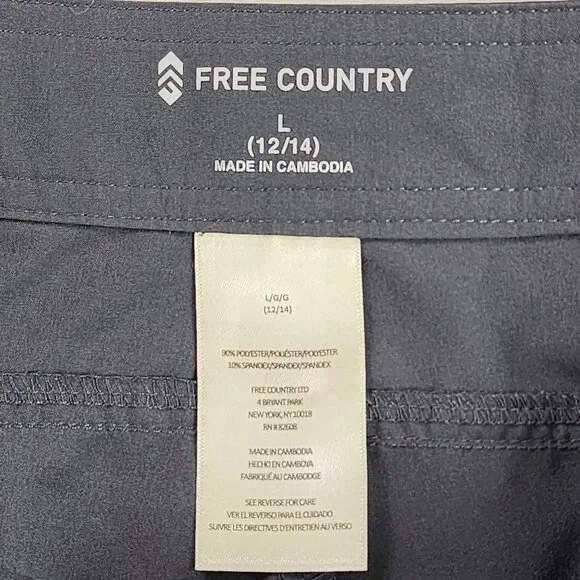 FREE COUNTRY
L
(12/14)
MADE IN CAMBODIA
L/G/G
(12/14)
90% POLYESTER/POLIÉSTER/POLYESTER
10% SPANDEX/SPANDEX/SPANDEX
FREE COUNTRY LTD
4 BRYANT PARK
NEW YORK, NY 10018
RN # 82608
MADE IN CAMBODIA
HECHO EN CAMBOYA
FABRIQUÉ AU CAMBODGE
SEE REVERSE FOR CARE
VER EL REVERSO PARA EL CUIDADO
SUIVRE LES DIRECTIVES D'ENTRETIEN AU VERSO